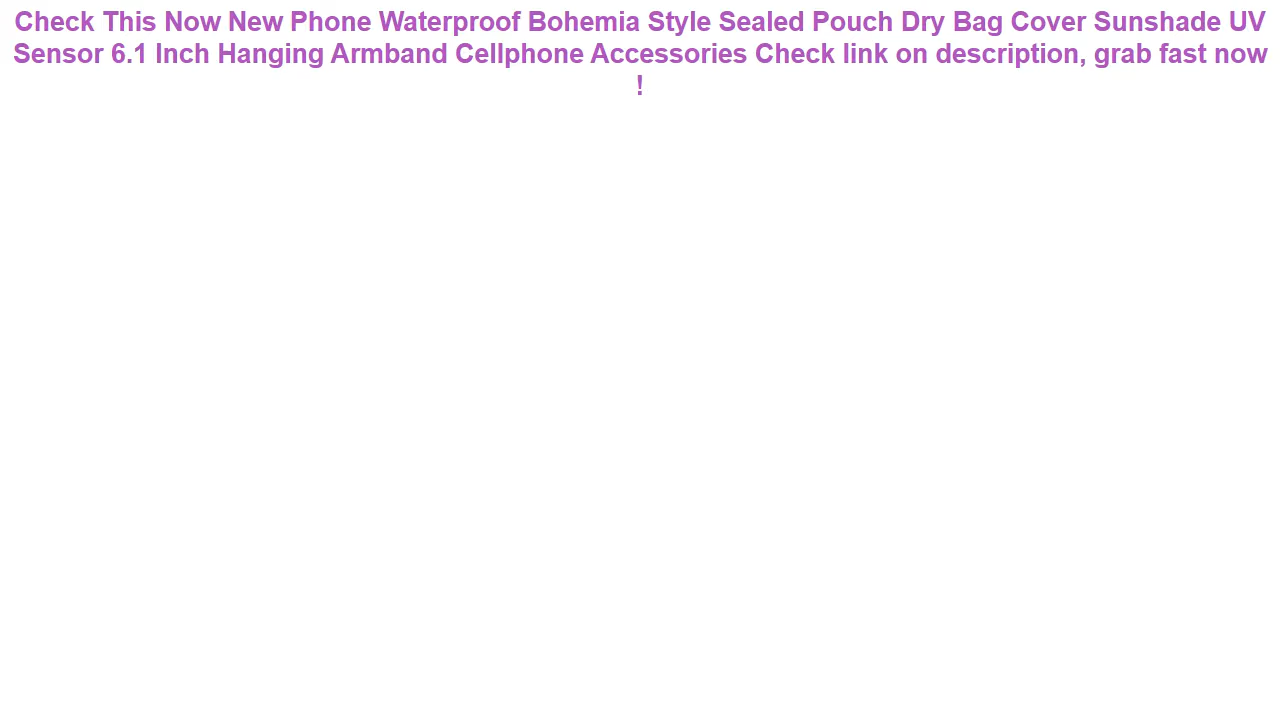 Check This Now New Phone Waterproof Bohemia Style Sealed Pouch Dry Bag Cover Sunshade UV
Sensor 6.1 Inch Hanging Armband Cellphone Accessories Check link on description, grab fast now
!